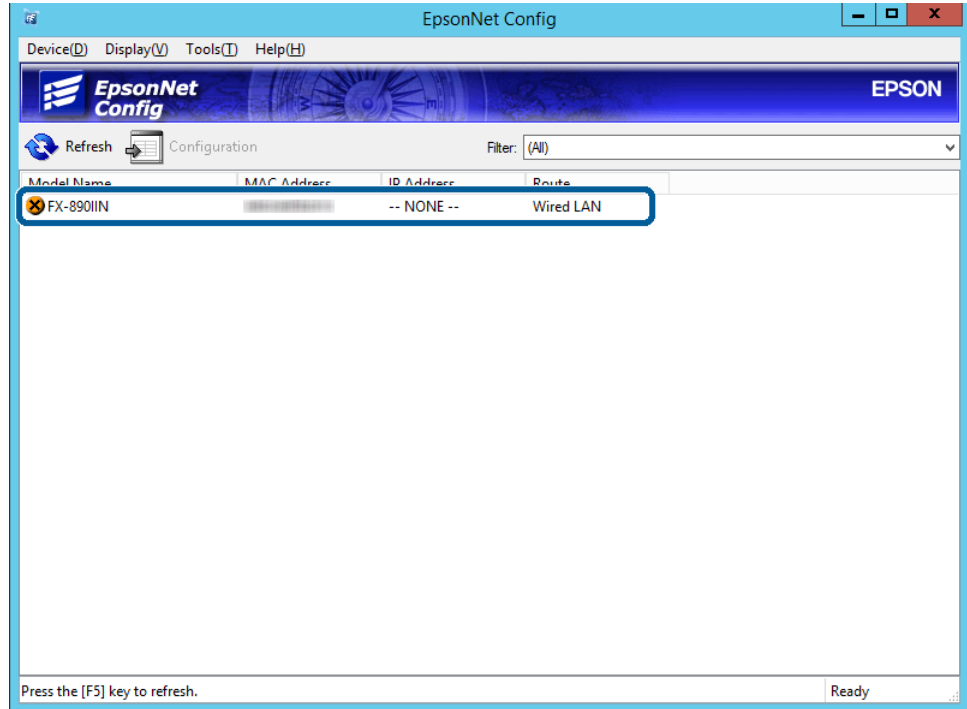 EpsonNet Config
Device(D) Display(V) Tools(T) Help(H)
EpsonNet
Config
EPSON
Refresh Configuration Filter: (All)
Model Name MAC Address IP Address Route
FX-890IIN -- NONE -- Wired LAN
Press the [F5] key to refresh. Ready